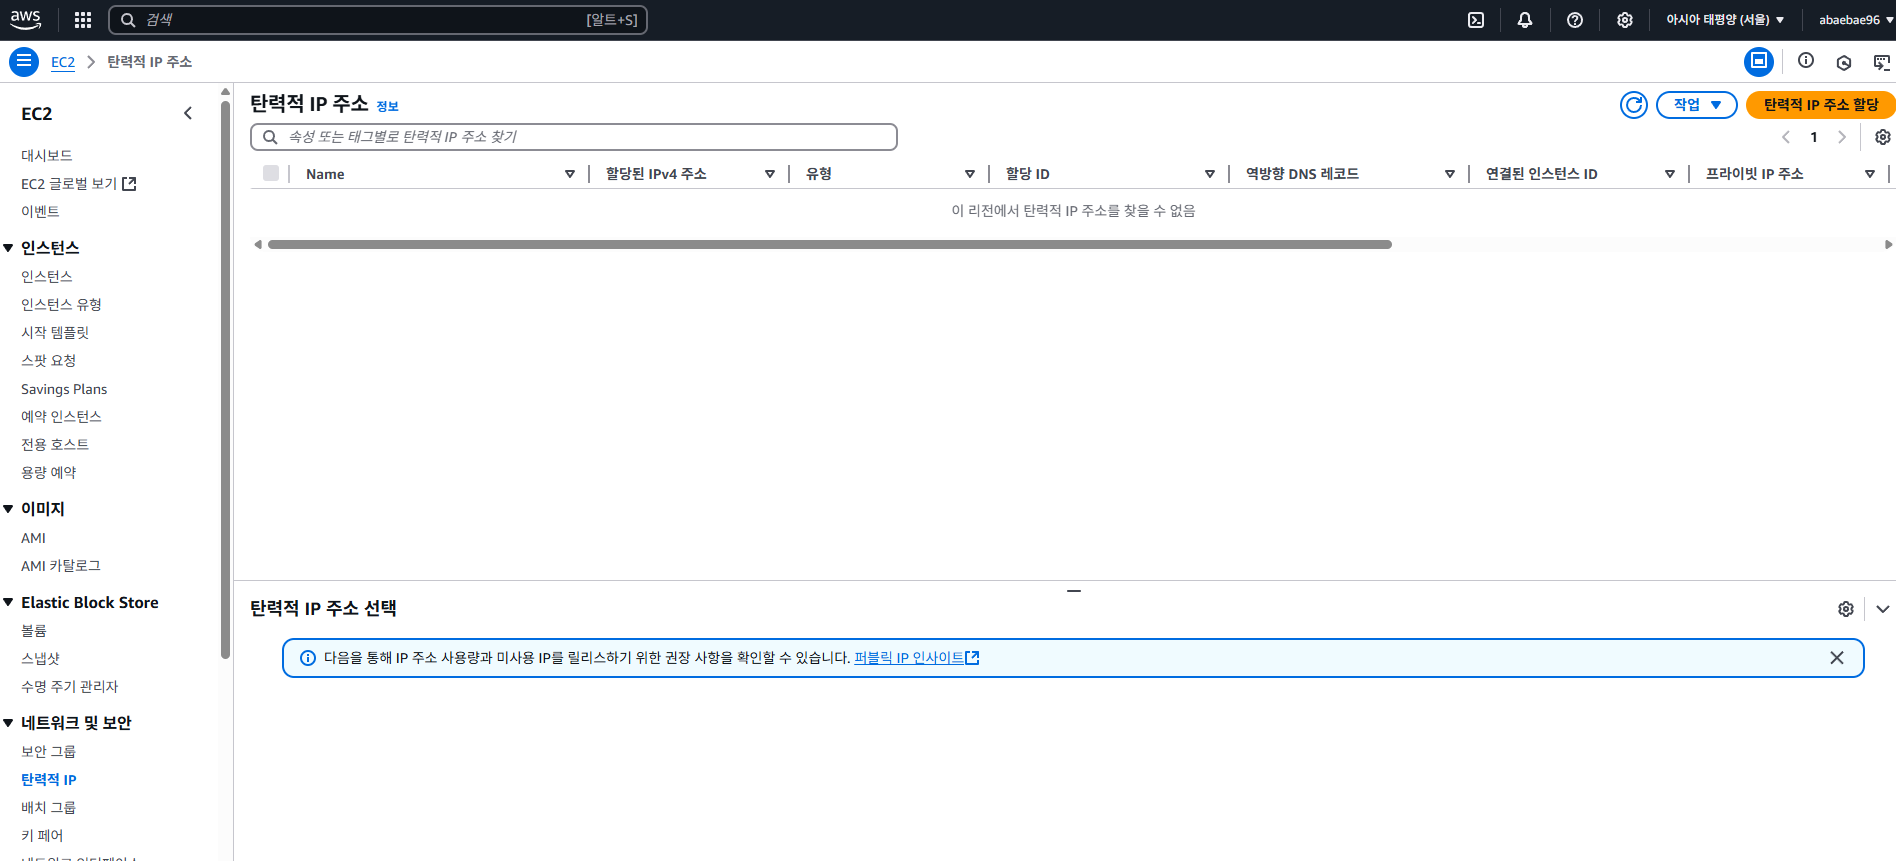 aws
검색
[알트+S]
아시아 태평양 (서울)
abaebae96
EC2
탄력적 IP 주소
EC2
대시보드
EC2 글로벌 보기
이벤트
인스턴스
인스턴스
인스턴스 유형
시작 템플릿
스팟 요청
Savings Plans
예약 인스턴스
전용 호스트
용량 예약
이미지
AMI
AMI 카탈로그
Elastic Block Store
볼륨
스냅샷
수명 주기 관리자
네트워크 및 보안
보안 그룹
탄력적 IP
배치 그룹
키 페어
탄력적 IP 주소 정보
작업
탄력적 IP 주소 할당
속성 또는 태그별로 탄력적 IP 주소 찾기
1
Name
할당된 IPv4 주소
유형
할당 ID
역방향 DNS 레코드
연결된 인스턴스 ID
프라이빗 IP 주소
이 리전에서 탄력적 IP 주소를 찾을 수 없음
탄력적 IP 주소 선택
다음을 통해 IP 주소 사용량과 미사용 IP를 릴리스하기 위한 권장 사항을 확인할 수 있습니다. 퍼블릭 IP 인사이트